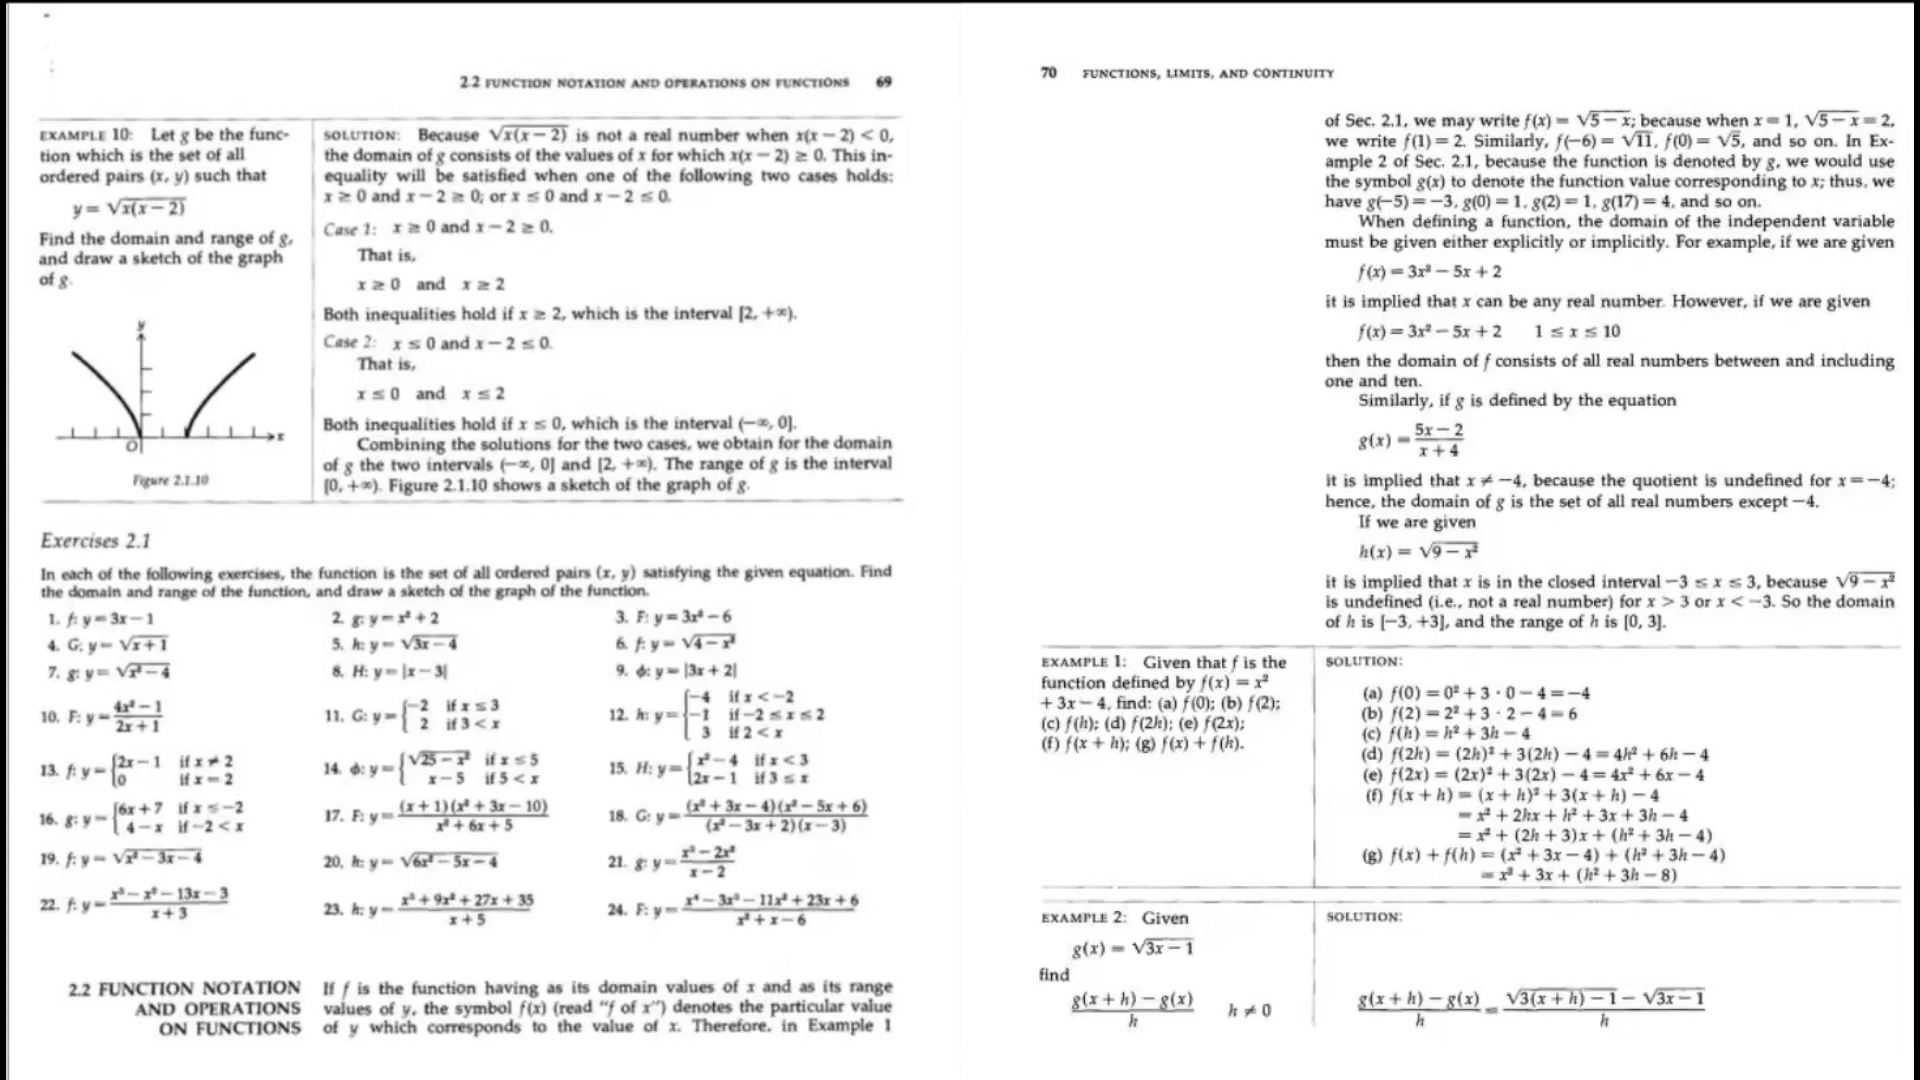 2.2 FUNCTION NOTATION AND OPERATIONS ON FUNCTIONS 69
EXAMPLE 10: Let g be the func-
tion which is the set of all
ordered pairs (x, y) such that
y = √x(x − 2)
Find the domain and range of g,
and draw a sketch of the graph
of g.
y
x
O
Figure 2.1.10
SOLUTION: Because √x(x − 2) is not a real number when x(x − 2) < 0,
the domain of g consists of the values of x for which x(x − 2) ≥ 0. This in-
equality will be satisfied when one of the following two cases holds:
x ≥ 0 and x − 2 ≥ 0; or x ≤ 0 and x − 2 ≤ 0.
Case 1: x ≥ 0 and x − 2 ≥ 0.
That is,
x ≥ 0 and x ≥ 2
Both inequalities hold if x ≥ 2, which is the interval [2, +∞).
Case 2: x ≤ 0 and x − 2 ≤ 0.
That is,
x ≤ 0 and x ≤ 2
Both inequalities hold if x ≤ 0, which is the interval (−∞, 0].
Combining the solutions for the two cases, we obtain for the domain
of g the two intervals (−∞, 0] and [2, +∞). The range of g is the interval
[0, +∞). Figure 2.1.10 shows a sketch of the graph of g.
Exercises 2.1
In each of the following exercises, the function is the set of all ordered pairs (x, y) satisfying the given equation. Find
the domain and range of the function, and draw a sketch of the graph of the function.
1. f: y = 3x − 1 2. g: y = x² + 2 3. F: y = 3x² − 6
4. G: y = √x + 1 5. h: y = √3x − 4 6. f: y = √4 − x²
7. g: y = √x² − 4 8. H: y = |x − 3| 9. ϕ: y = |3x + 2|
10. F: y = (4x² − 1)/(2x + 1) 11. G: y = { −2 if x ≤ 3; 2 if 3 < x 12. h: y = { −4 if x < −2; −1 if −2 ≤ x ≤ 2; 3 if 2 < x
13. f: y = { 2x − 1 if x ≠ 2; 0 if x = 2 14. ϕ: y = { √25 − x² if x ≤ 5; x − 5 if 5 < x 15. H: y = { x² − 4 if x < 3; 2x − 1 if 3 ≤ x
16. g: y = { 6x + 7 if x ≤ −2; 4 − x if −2 < x 17. F: y = (x + 1)(x² + 3x − 10)/(x² + 6x + 5) 18. G: y = (x² + 3x − 4)(x² − 5x + 6)/(x² − 3x + 2)(x − 3)
19. f: y = √x² − 3x − 4 20. h: y = √6x² − 5x − 4 21. g: y = (x³ − 2x²)/(x − 2)
22. f: y = (x³ − x² − 13x − 3)/(x + 3) 23. h: y = (x³ + 9x² + 27x + 35)/(x + 5) 24. F: y = (x⁴ − 3x³ − 11x² + 23x + 6)/(x² + x − 6)
2.2 FUNCTION NOTATION
AND OPERATIONS
ON FUNCTIONS
If f is the function having as its domain values of x and as its range
values of y, the symbol f(x) (read “f of x”) denotes the particular value
of y which corresponds to the value of x. Therefore, in Example 1
70 FUNCTIONS, LIMITS, AND CONTINUITY
of Sec. 2.1, we may write f(x) = √5 − x; because when x = 1, √5 − x = 2,
we write f(1) = 2. Similarly, f(−6) = √11, f(0) = √5, and so on. In Ex-
ample 2 of Sec. 2.1, because the function is denoted by g, we would use
the symbol g(x) to denote the function value corresponding to x; thus, we
have g(−5) = −3, g(0) = 1, g(2) = 1, g(17) = 4, and so on.
When defining a function, the domain of the independent variable
must be given either explicitly or implicitly. For example, if we are given
f(x) = 3x² − 5x + 2
it is implied that x can be any real number. However, if we are given
f(x) = 3x² − 5x + 2 1 ≤ x ≤ 10
then the domain of f consists of all real numbers between and including
one and ten.
Similarly, if g is defined by the equation
g(x) = (5x − 2)/(x + 4)
it is implied that x ≠ −4, because the quotient is undefined for x = −4;
hence, the domain of g is the set of all real numbers except −4.
If we are given
h(x) = √9 − x²
it is implied that x is in the closed interval −3 ≤ x ≤ 3, because √9 − x²
is undefined (i.e., not a real number) for x > 3 or x < −3. So the domain
of h is [−3, +3], and the range of h is [0, 3].
EXAMPLE 1: Given that f is the
function defined by f(x) = x²
+ 3x − 4, find: (a) f(0); (b) f(2);
(c) f(h); (d) f(2h); (e) f(2x);
(f) f(x + h); (g) f(x) + f(h).
SOLUTION:
(a) f(0) = 0² + 3 · 0 − 4 = −4
(b) f(2) = 2² + 3 · 2 − 4 = 6
(c) f(h) = h² + 3h − 4
(d) f(2h) = (2h)² + 3(2h) − 4 = 4h² + 6h − 4
(e) f(2x) = (2x)² + 3(2x) − 4 = 4x² + 6x − 4
(f) f(x + h) = (x + h)² + 3(x + h) − 4
= x² + 2hx + h² + 3x + 3h − 4
= x² + (2h + 3)x + (h² + 3h − 4)
(g) f(x) + f(h) = (x² + 3x − 4) + (h² + 3h − 4)
= x² + 3x + (h² + 3h − 8)
EXAMPLE 2: Given
g(x) = √3x − 1
find
(g(x + h) − g(x))/h h ≠ 0
SOLUTION:
(g(x + h) − g(x))/h = (√3(x + h) − 1 − √3x − 1)/h